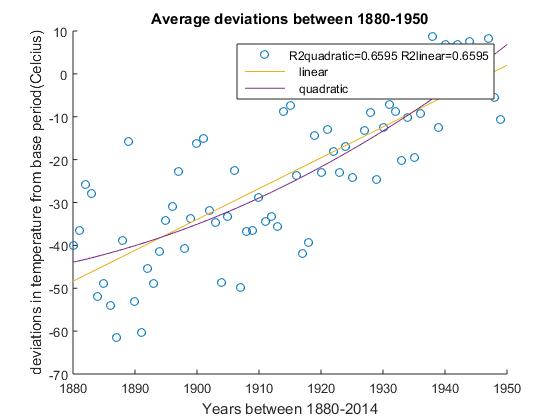 Average deviations between 1880-1950
deviations in temperature from base period(Celcius)
10
0
-10
-20
-30
-40
-50
-60
-70
R2quadratic=0.6595 R2linear=0.6595
linear
quadratic
1880 1890 1900 1910 1920 1930 1940 1950
Years between 1880-2014